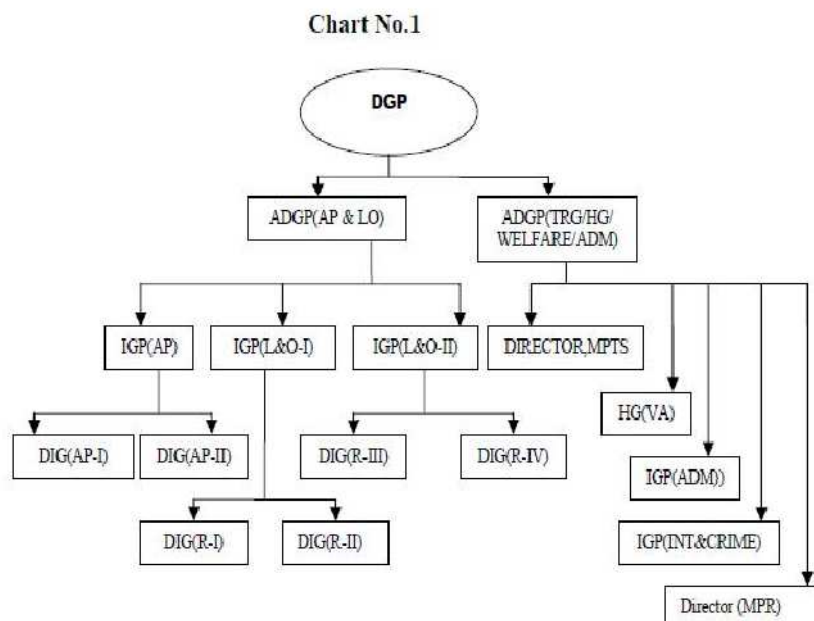 Chart No.1
DGP
ADGP(AP & LO)
ADGP(TRG/HG/
WELFARE/ADM)
IGP(AP)
IGP(L&O-I)
IGP(L&O-II)
DIRECTOR,MPTS
HG(VA)
DIG(AP-I)
DIG(AP-II)
DIG(R-III)
DIG(R-IV)
IGP(ADM))
DIG(R-I)
DIG(R-II)
IGP(INT&CRIME)
Director (MPR)